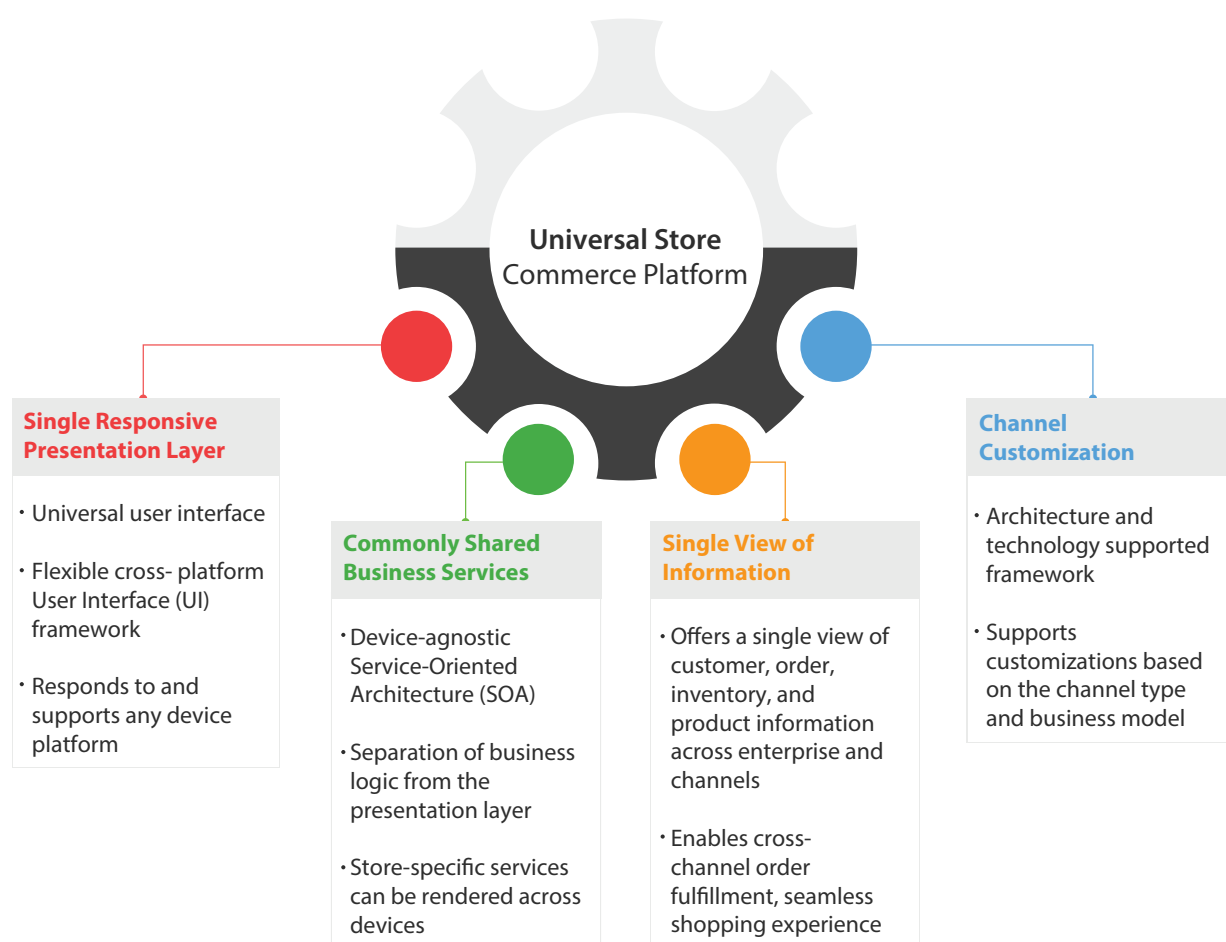 Universal Store
Commerce Platform
Single Responsive
Presentation Layer
• Universal user interface
• Flexible cross- platform
User Interface (UI)
framework
• Responds to and
supports any device
platform
Commonly Shared
Business Services
• Device-agnostic
Service-Oriented
Architecture (SOA)
• Separation of business
logic from the
presentation layer
• Store-specific services
can be rendered across
devices
Single View of
Information
• Offers a single view of
customer, order,
inventory, and
product information
across enterprise and
channels
• Enables cross-
channel order
fulfillment, seamless
shopping experience
Channel
Customization
• Architecture and
technology supported
framework
• Supports
customizations based
on the channel type
and business model